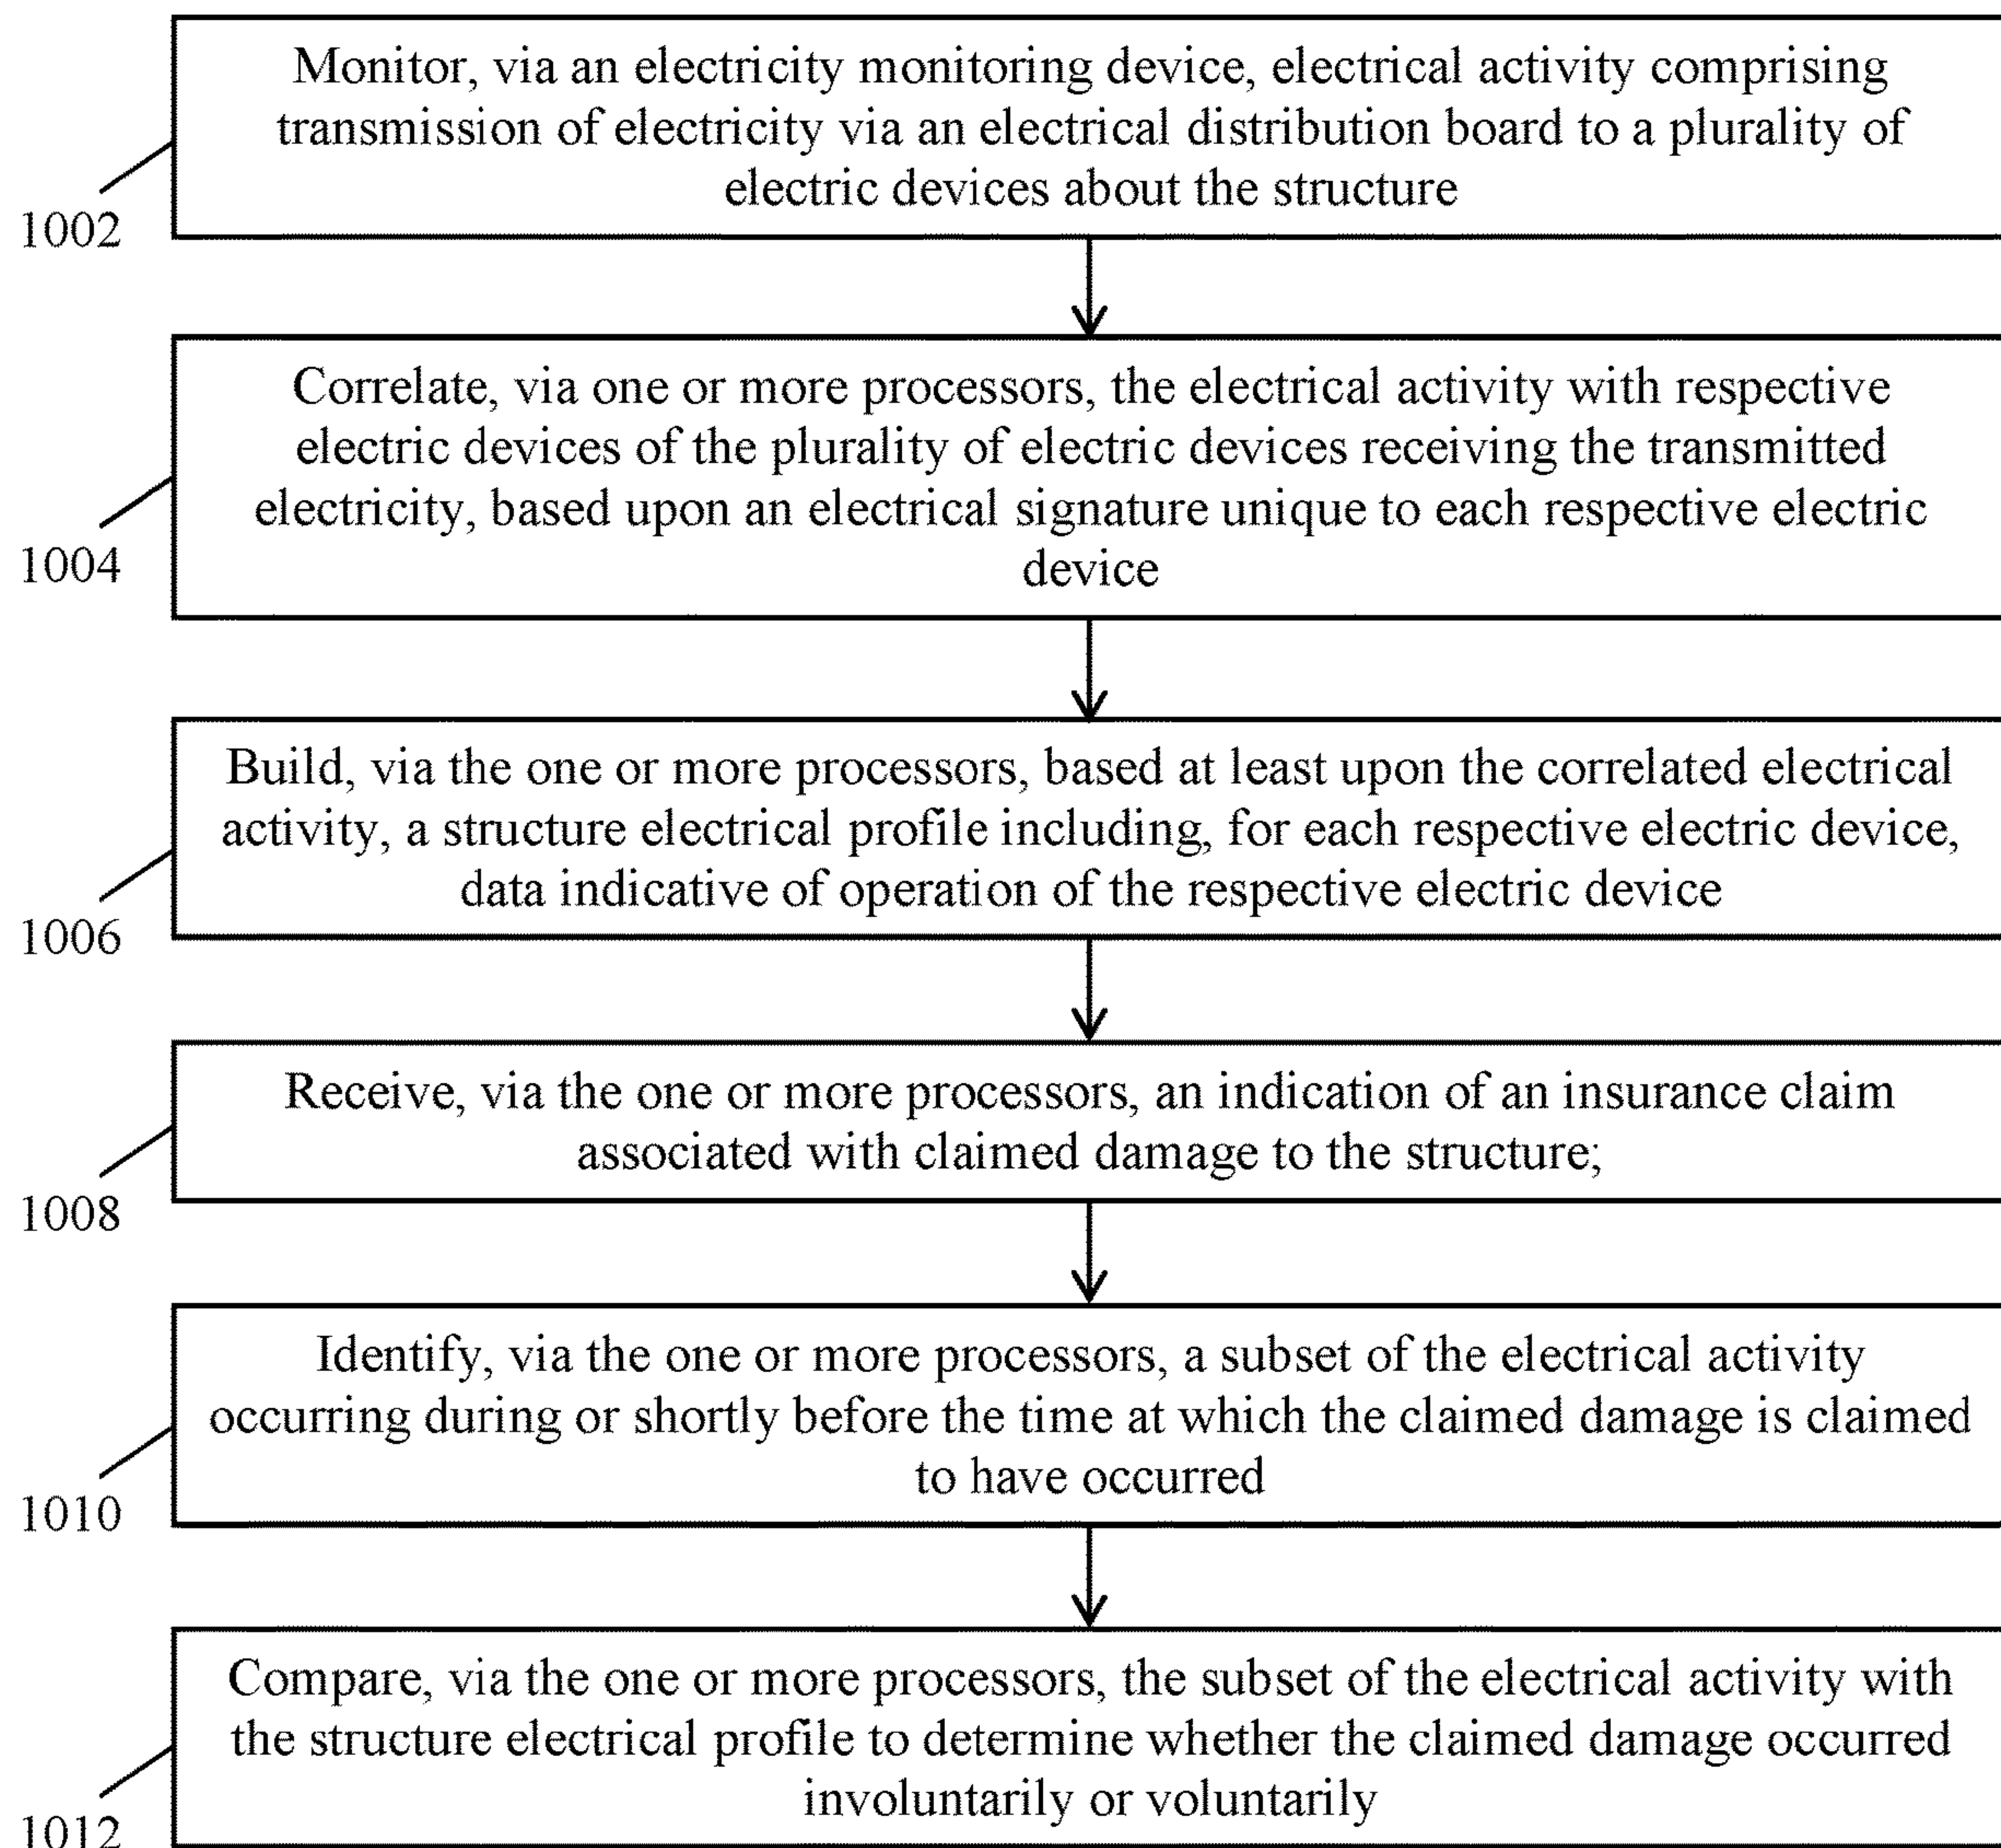 Monitor, via an electricity monitoring device, electrical activity comprising
transmission of electricity via an electrical distribution board to a plurality of
electric devices about the structure
1002
Correlate, via one or more processors, the electrical activity with respective
electric devices of the plurality of electric devices receiving the transmitted
electricity, based upon an electrical signature unique to each respective electric
device
1004
Build, via the one or more processors, based at least upon the correlated electrical
activity, a structure electrical profile including, for each respective electric device,
data indicative of operation of the respective electric device
1006
Receive, via the one or more processors, an indication of an insurance claim
associated with claimed damage to the structure;
1008
Identify, via the one or more processors, a subset of the electrical activity
occurring during or shortly before the time at which the claimed damage is claimed
to have occurred
1010
Compare, via the one or more processors, the subset of the electrical activity with
the structure electrical profile to determine whether the claimed damage occurred
involuntarily or voluntarily
1012